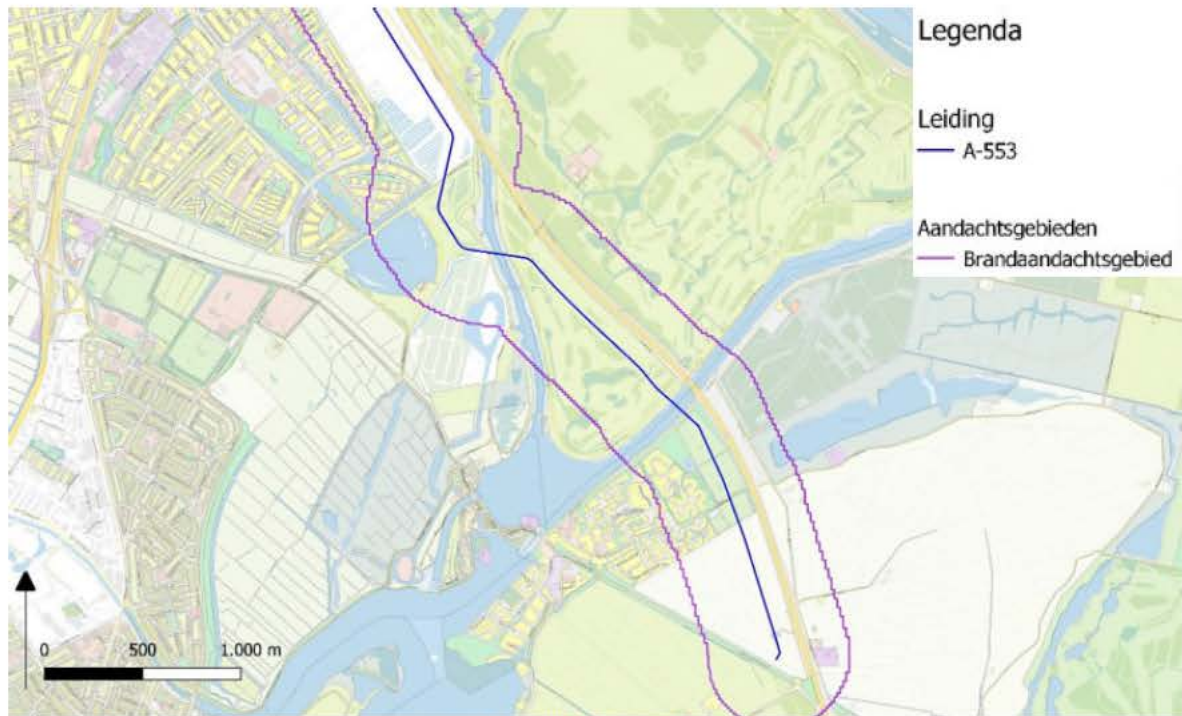 Legenda
Leiding
A-553
Aandachtsgebieden
Brandaandachtsgebied
0 500 1.000 m